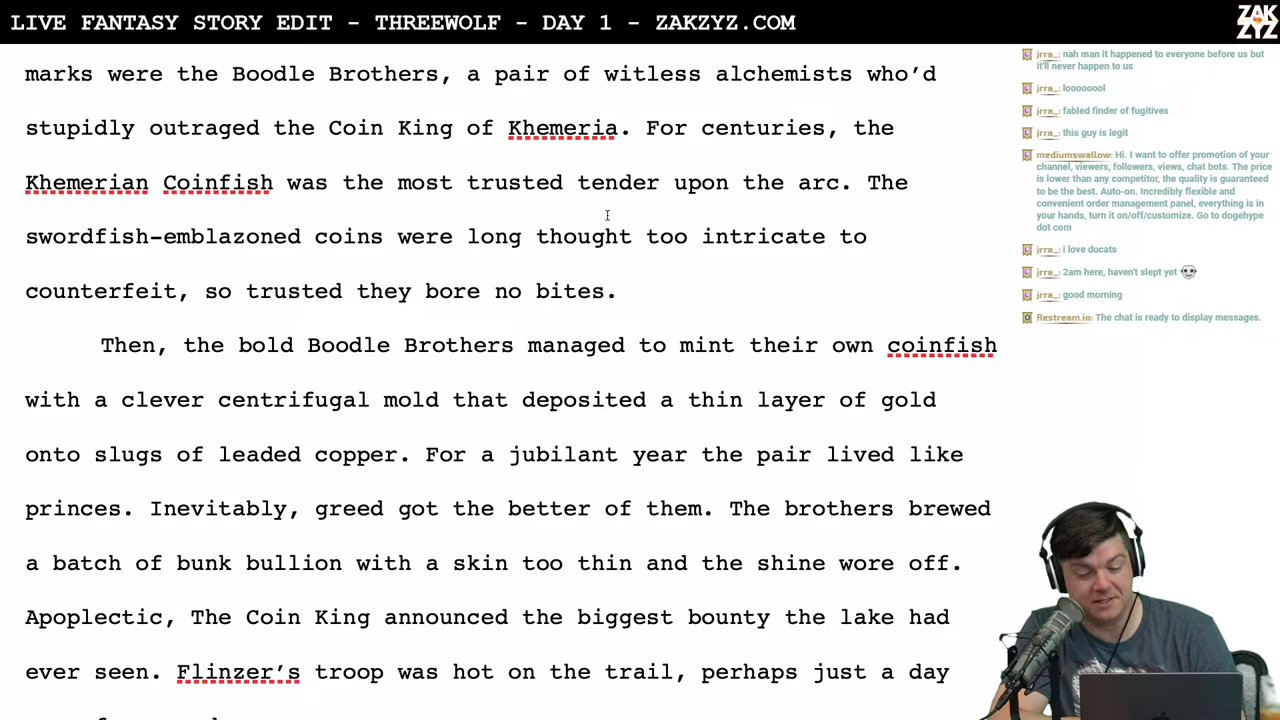 LIVE FANTASY STORY EDIT - THREEWOLF - DAY 1 - ZAKZYZ.COM
ZAK
ZYZ
marks were the Boodle Brothers, a pair of witless alchemists who’d
stupidly outraged the Coin King of Khemeria. For centuries, the
Khemerian Coinfish was the most trusted tender upon the arc. The
swordfish-emblazoned coins were long thought too intricate to
counterfeit, so trusted they bore no bites.
Then, the bold Boodle Brothers managed to mint their own coinfish
with a clever centrifugal mold that deposited a thin layer of gold
onto slugs of leaded copper. For a jubilant year the pair lived like
princes. Inevitably, greed got the better of them. The brothers brewed
a batch of bunk bullion with a skin too thin and the shine wore off.
Apoplectic, The Coin King announced the biggest bounty the lake had
ever seen. Flinzer’s troop was hot on the trail, perhaps just a day
jrra_: nah man it happened to everyone before us but
it'll never happen to us
jrra_: loooooool
jrra_: fabled finder of fugitives
jrra_: this guy is legit
mediumswallow: Hi. I want to offer promotion of your
channel, viewers, followers, views, chat bots. The price
is lower than any competitor, the quality is guaranteed
to be the best. Auto-on. Incredibly flexible and
convenient order management panel, everything is in
your hands, turn it on/off/customize. Go to dogehype
dot com
jrra_: i love ducats
jrra_: 2am here, haven't slept yet
jrra_: good morning
Restream.io: The chat is ready to display messages.